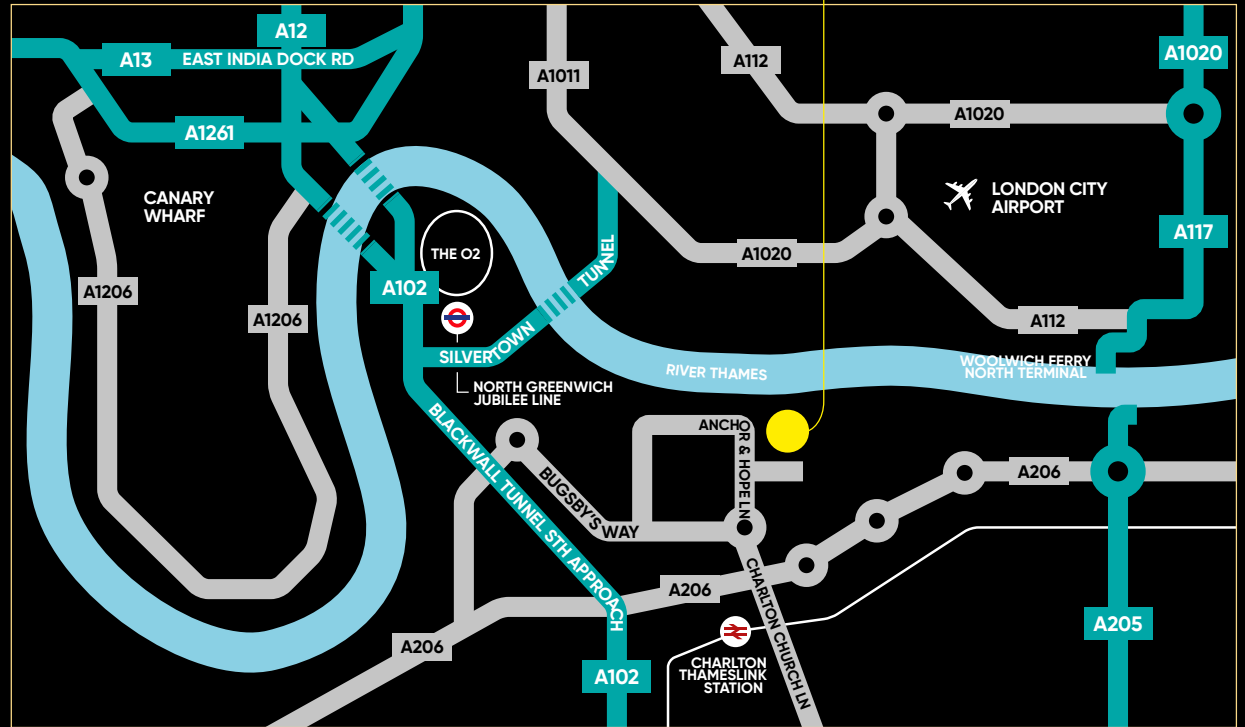 A12
A13
EAST INDIA DOCK RD
A1261
A1011
A112
A1020
A1020
CANARY
WHARF
LONDON CITY
AIRPORT
A117
THE O2
A1020
TUNNEL
A102
A1206
A1206
A112
SILVERTOWN
WOOLWICH FERRY
NORTH TERMINAL
RIVER THAMES
NORTH GREENWICH
JUBILEE LINE
BLACKWALL TUNNEL STH APPROACH
ANCHOR & HOPE LN
BUGSBY'S WAY
A206
A206
CHARLTON CHURCH LN
A206
A205
CHARLTON
THAMESLINK
STATION
A102